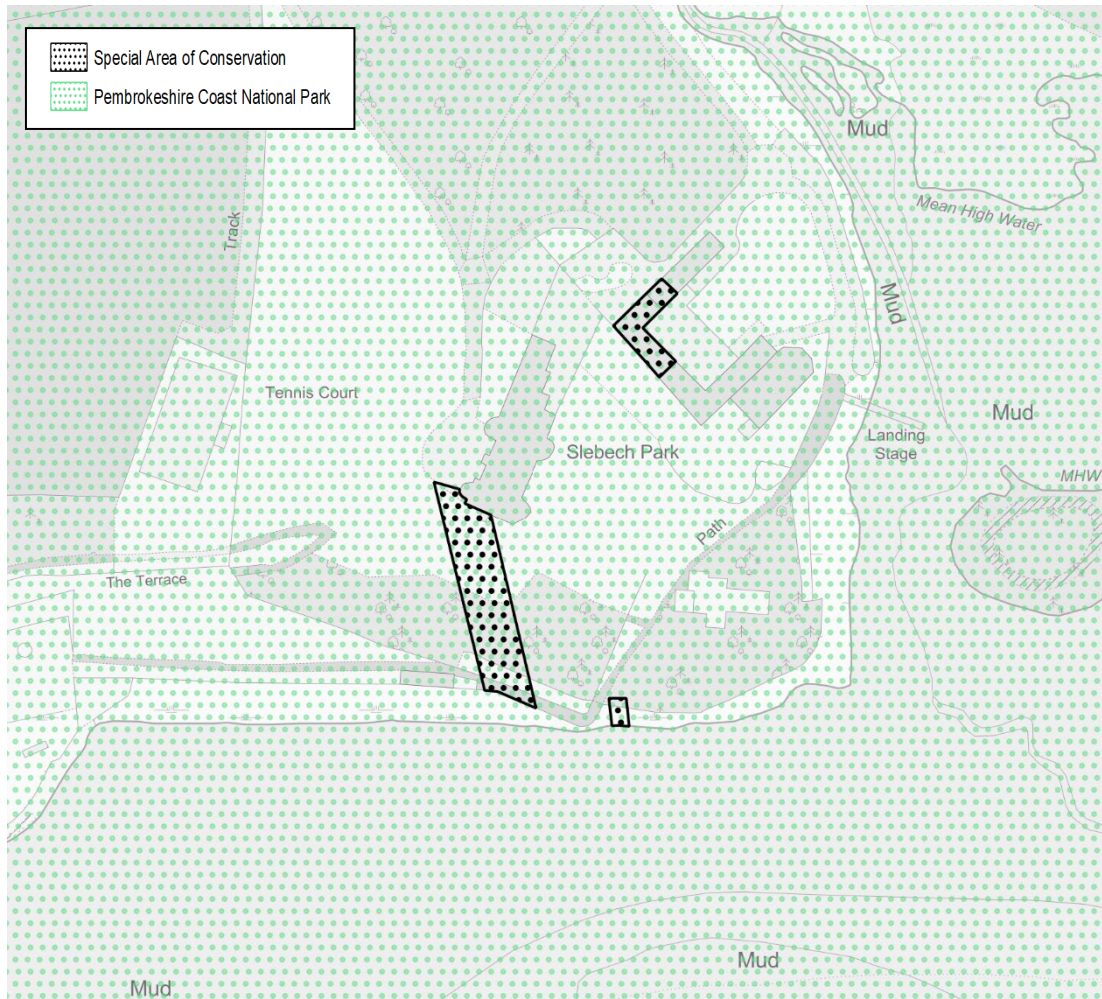 Special Area of Conservation
Pembrokeshire Coast National Park
Mud
Mean High Water
Track
Mud
Tennis Court
Mud
Landing
Stage
Slebech Park
MHW
Path
The Terrace
Mud
Mud